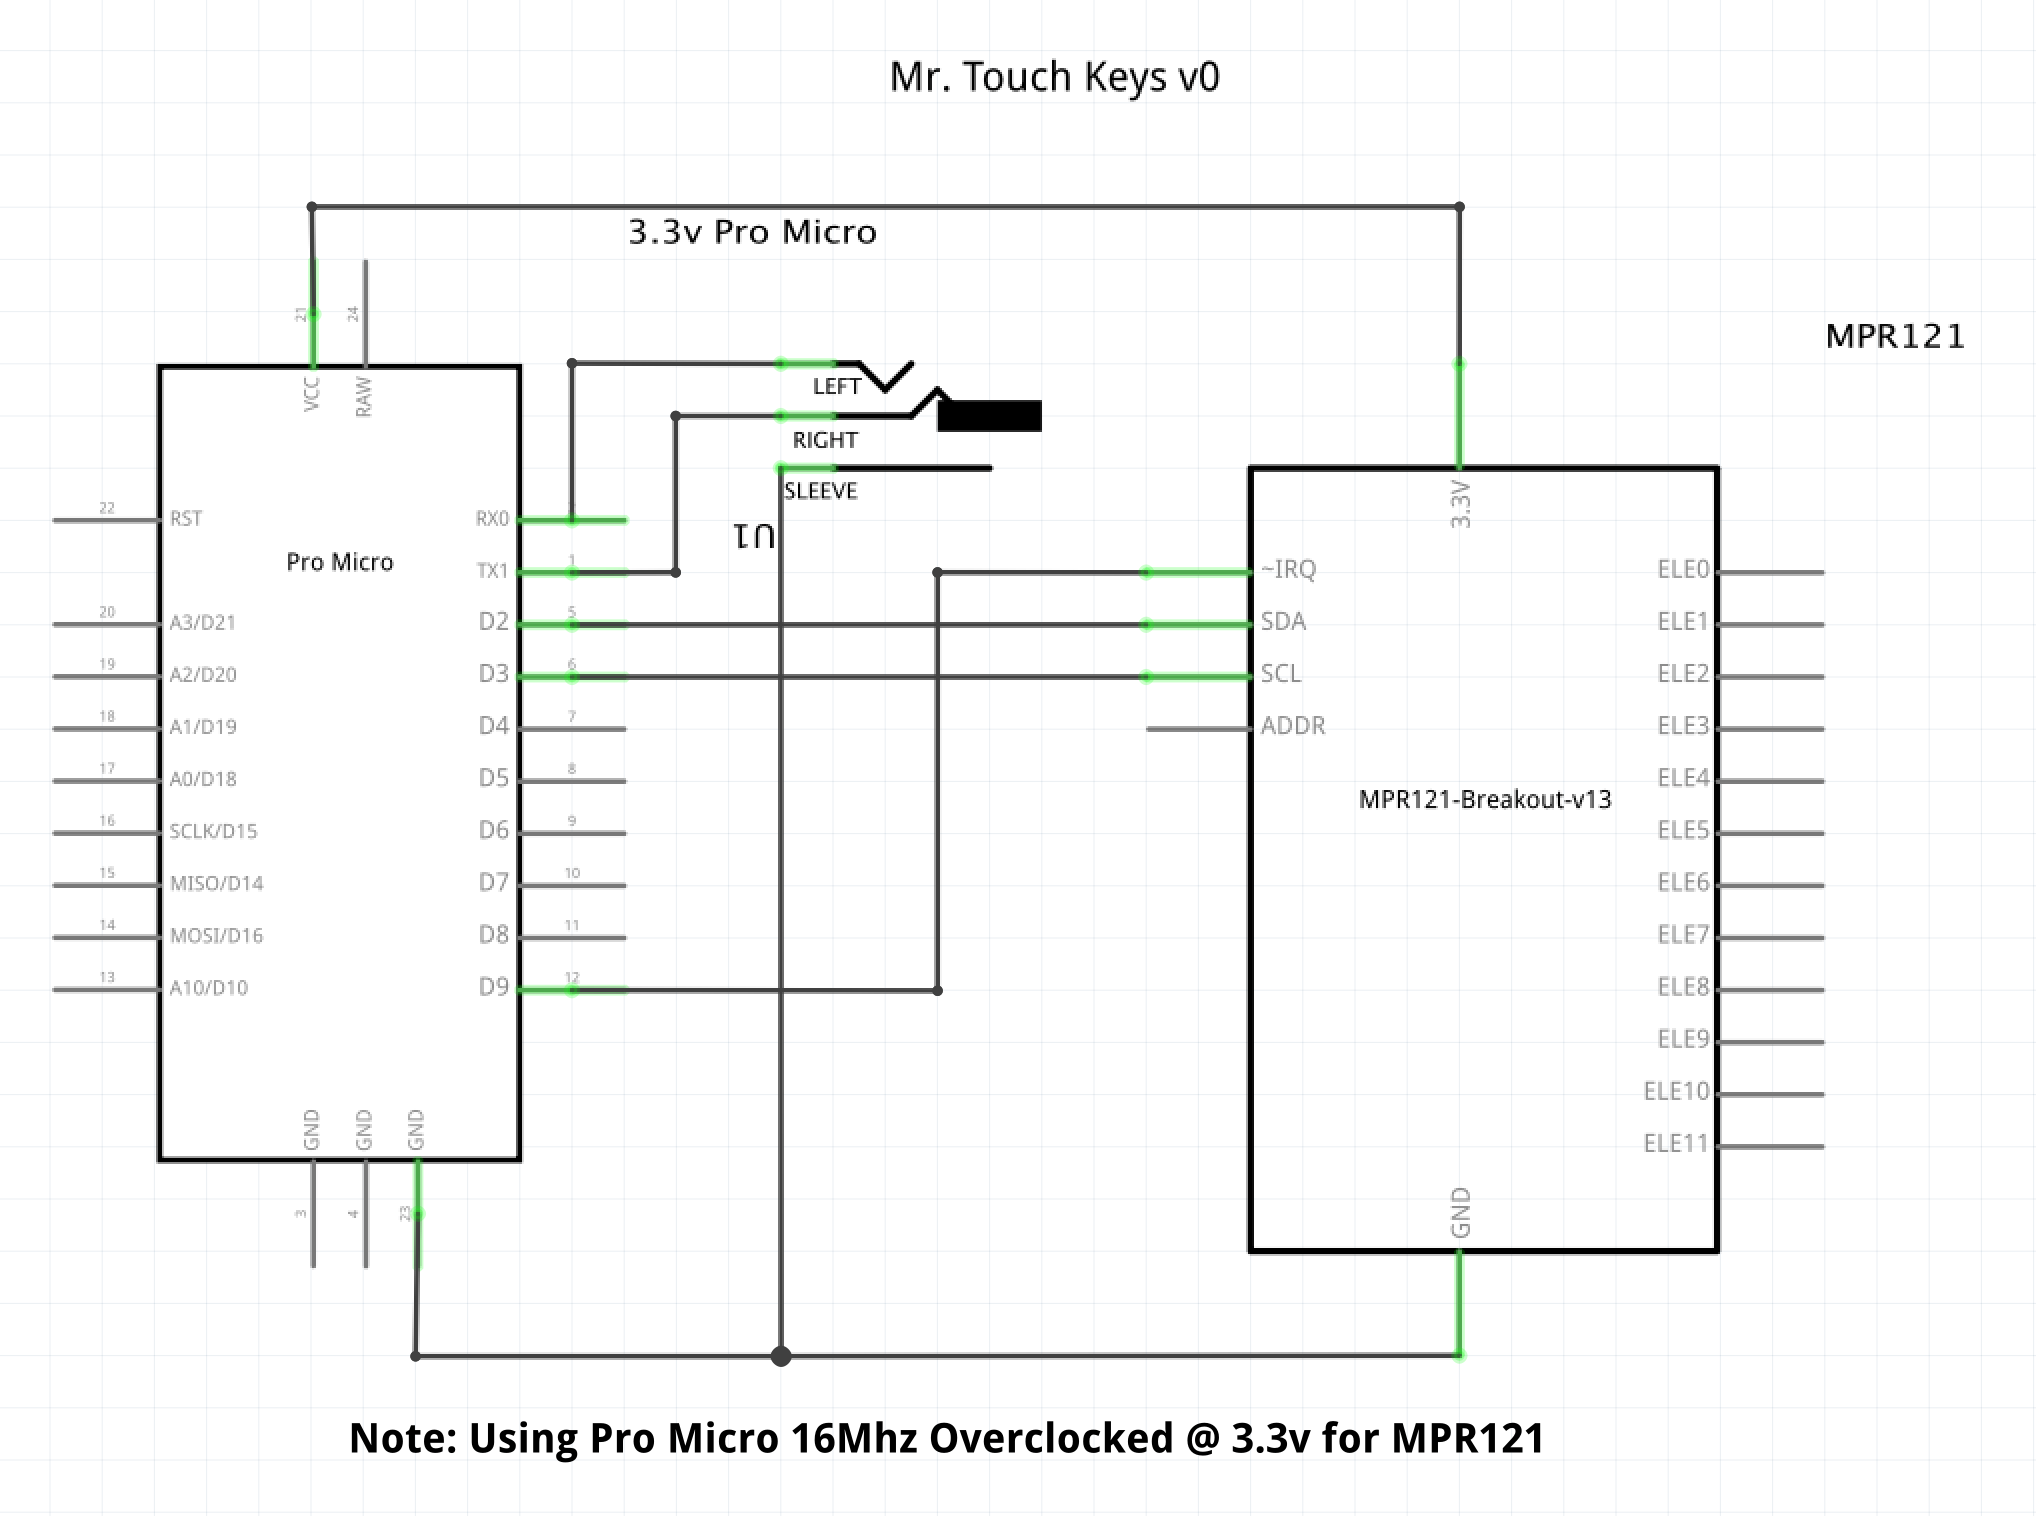 Mr. Touch Keys v0
3.3v Pro Micro
MPR121
21
24
VCC
RAW
LEFT
RIGHT
SLEEVE
U1
22
RST
RX0
Pro Micro
1
TX1
20
A3/D21
D2
5
19
A2/D20
D3
6
18
A1/D19
D4
7
17
A0/D18
D5
8
16
SCLK/D15
D6
9
15
MISO/D14
D7
10
14
MOSI/D16
D8
11
13
A10/D10
D9
12
GND
GND
GND
3
4
23
3.3V
~IRQ
SDA
SCL
ADDR
MPR121-Breakout-v13
ELE0
ELE1
ELE2
ELE3
ELE4
ELE5
ELE6
ELE7
ELE8
ELE9
ELE10
ELE11
GND
Note: Using Pro Micro 16Mhz Overclocked @ 3.3v for MPR121